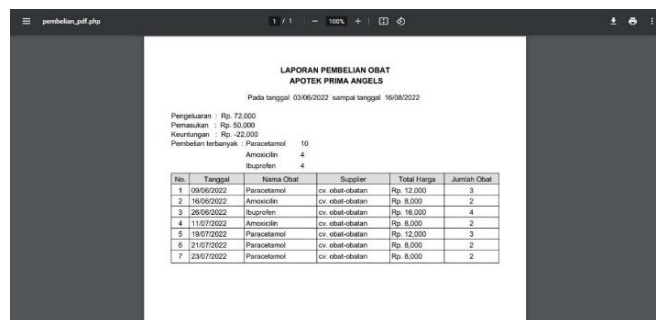 pembelian_pdf.php 1 / 1 − 100% +
LAPORAN PEMBELIAN OBAT
APOTEK PRIMA ANGELS
Pada tanggal 03/06/2022 sampai tanggal 16/08/2022
Pengeluaran : Rp. 72,000
Pemasukan : Rp. 50,000
Keuntungan : Rp. -22,000
Pembelian terbanyak : Paracetamol 10
Amoxicilin 4
Ibuprofen 4
No. Tanggal Nama Obat Supplier Total Harga Jumlah Obat
1 09/06/2022 Paracetamol cv. obat-obatan Rp. 12,000 3
2 16/06/2022 Amoxicilin cv. obat-obatan Rp. 8,000 2
3 26/06/2022 Ibuprofen cv. obat-obatan Rp. 16,000 4
4 11/07/2022 Amoxicilin cv. obat-obatan Rp. 8,000 2
5 19/07/2022 Paracetamol cv. obat-obatan Rp. 12,000 3
6 21/07/2022 Paracetamol cv. obat-obatan Rp. 8,000 2
7 23/07/2022 Paracetamol cv. obat-obatan Rp. 8,000 2